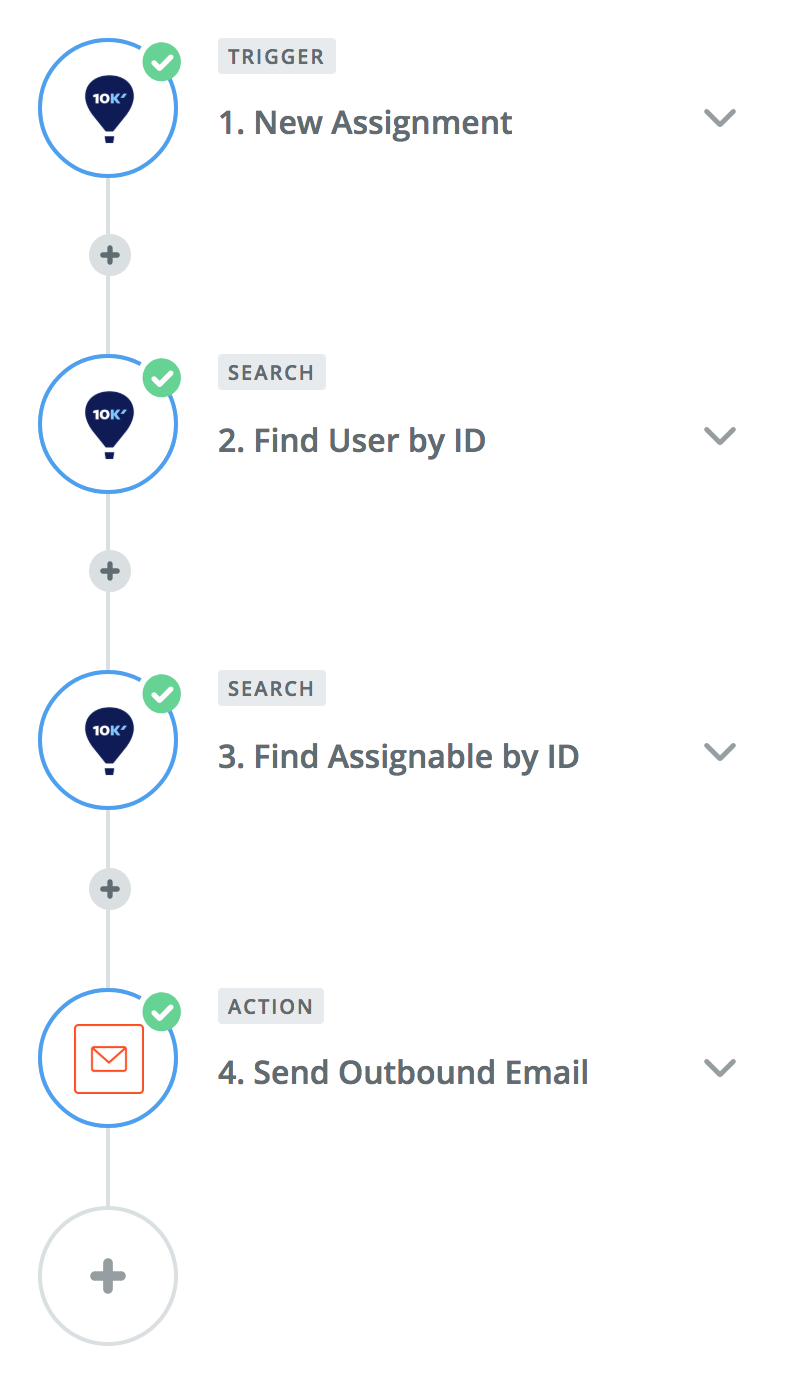 10K
TRIGGER
1. New Assignment
10K
SEARCH
2. Find User by ID
10K
SEARCH
3. Find Assignable by ID
ACTION
4. Send Outbound Email